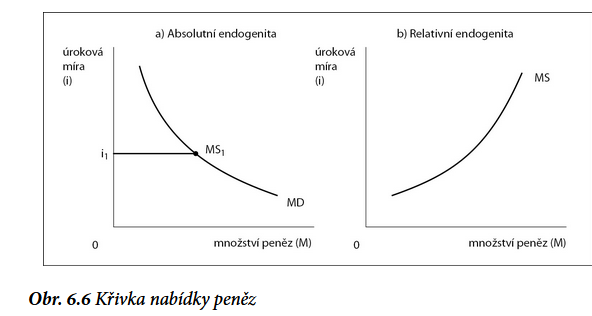 a) Absolutní endogenita
úroková
míra
(i)
i1
MS1
MD
0
množství peněz (M)
b) Relativní endogenita
úroková
míra
(i)
MS
0
množství peněz (M)
Obr. 6.6 Křivka nabídky peněz